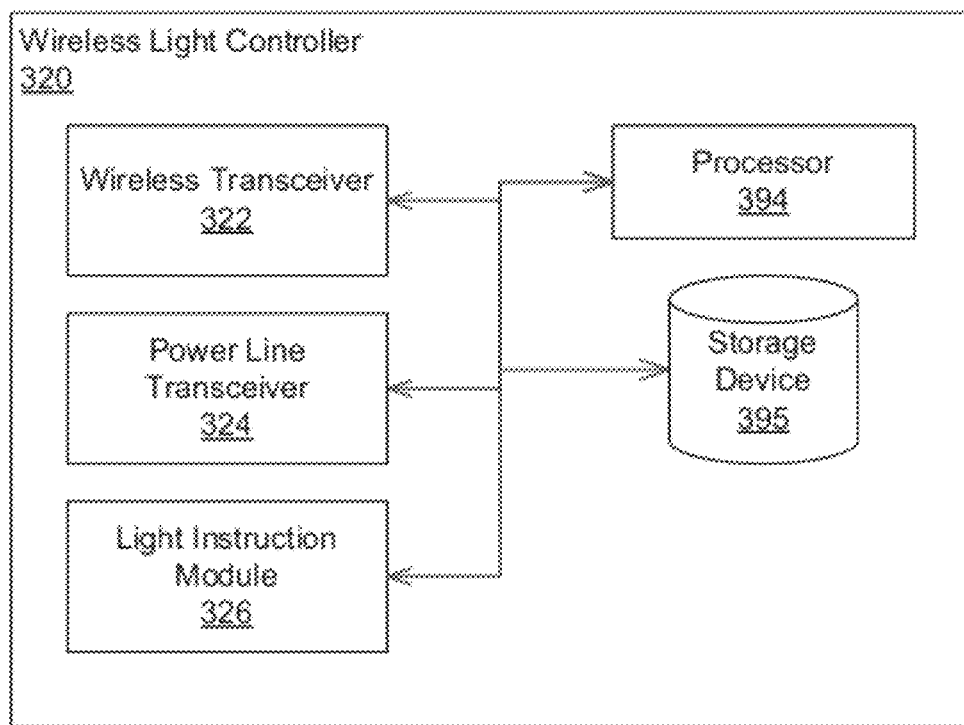 Wireless Light Controller
320
Wireless Transceiver
322
Power Line
Transceiver
324
Light Instruction
Module
326
Processor
394
Storage
Device
395